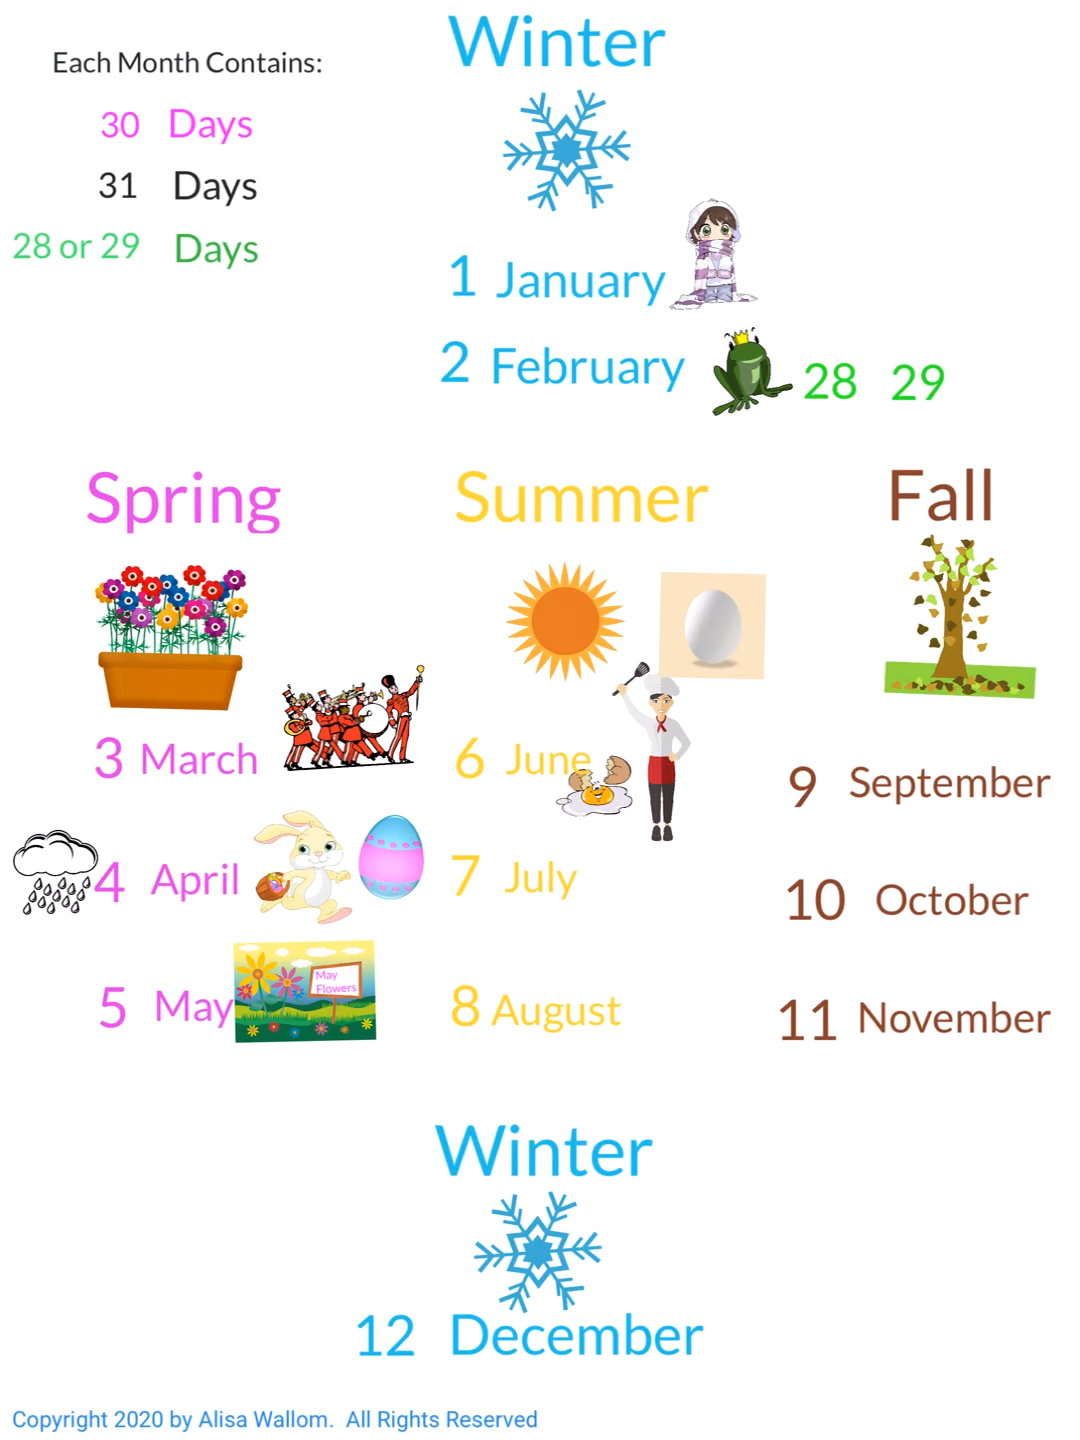 Winter
Each Month Contains:
30 Days
31 Days
28 or 29 Days
1 January
2 February 28 29
Spring
3 March
4 April
5 May
May
Flowers
Summer
6 June
7 July
8 August
Fall
9 September
10 October
11 November
Winter
12 December
Copyright 2020 by Alisa Wallom. All Rights Reserved